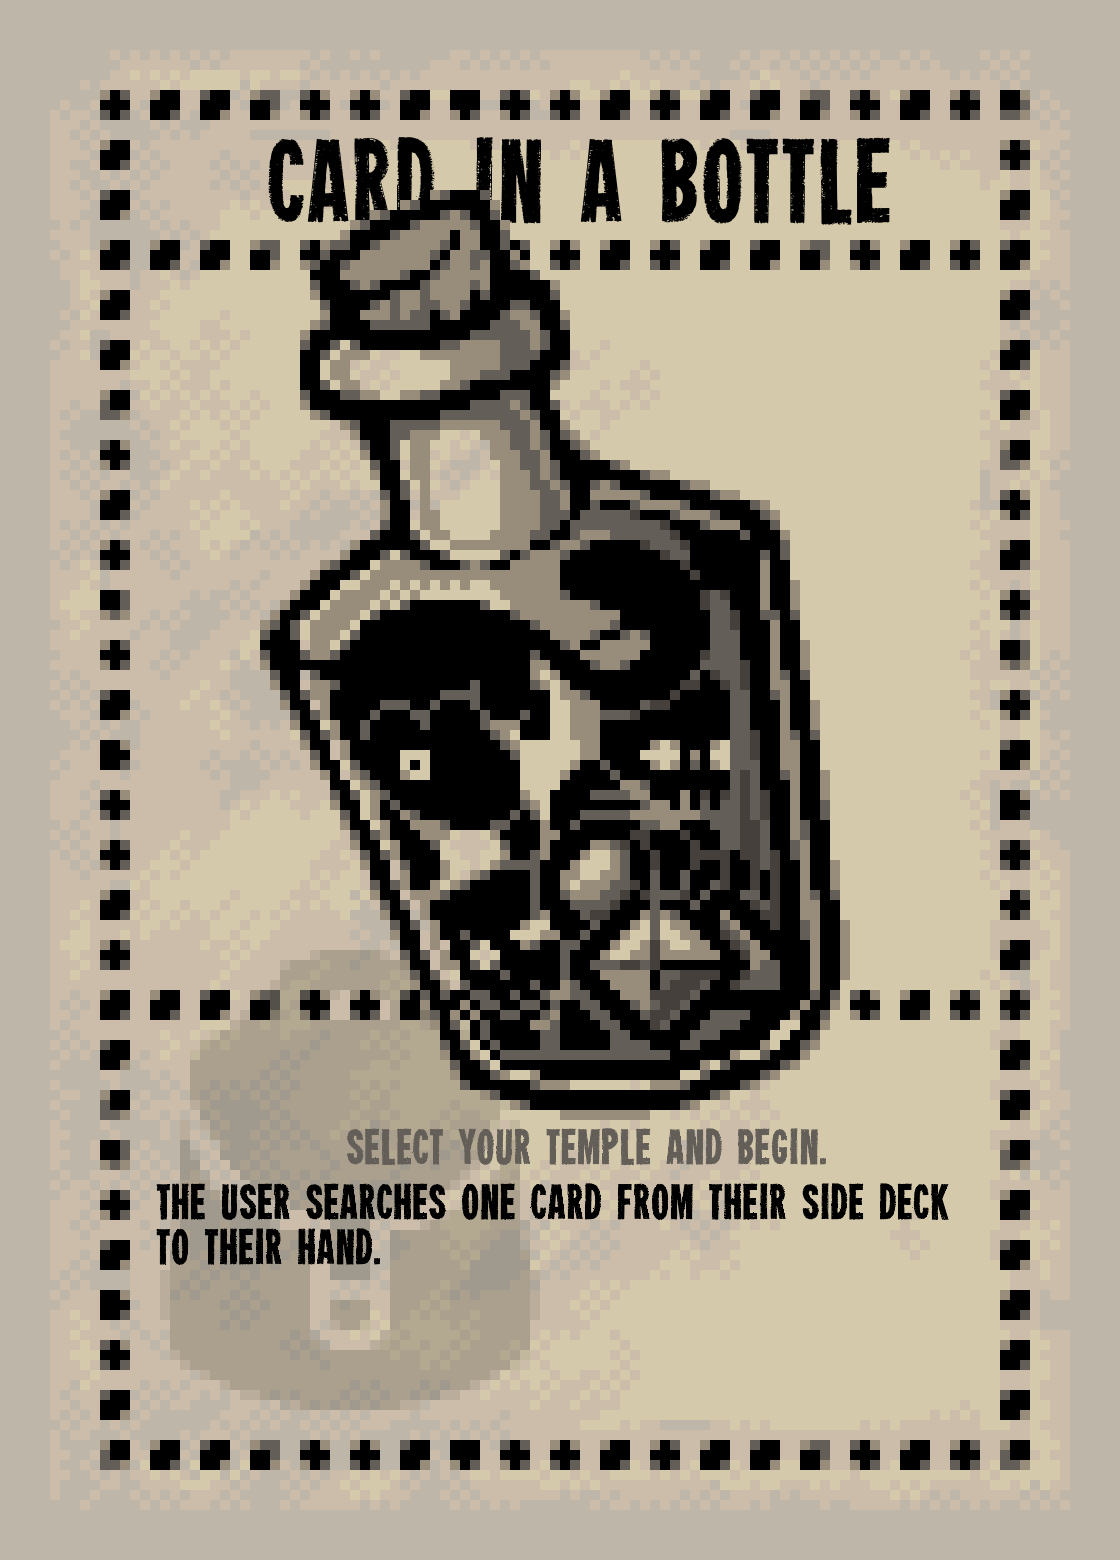 CARD IN A BOTTLE
SELECT YOUR TEMPLE AND BEGIN.
THE USER SEARCHES ONE CARD FROM THEIR SIDE DECK
TO THEIR HAND.